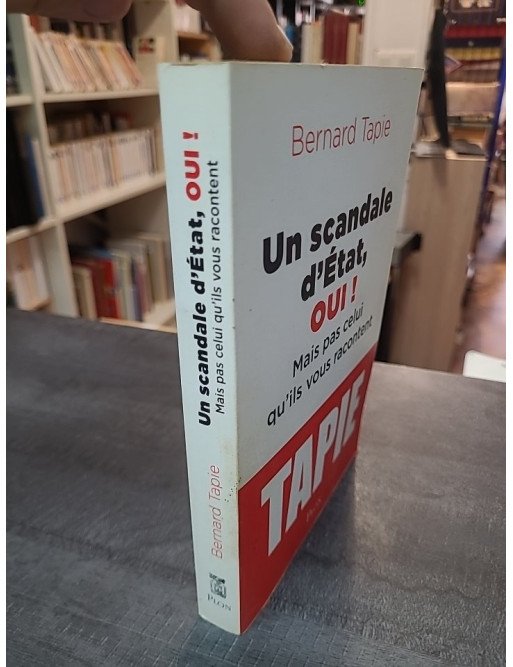 Bernard Tapie
Un scandale
d'État,
OUI !
Mais pas celui
qu'ils vous racontent
TAPIE
PLON
Un scandale d'État, OUI !
Mais pas celui qu'ils vous racontent
Bernard Tapie
PLON